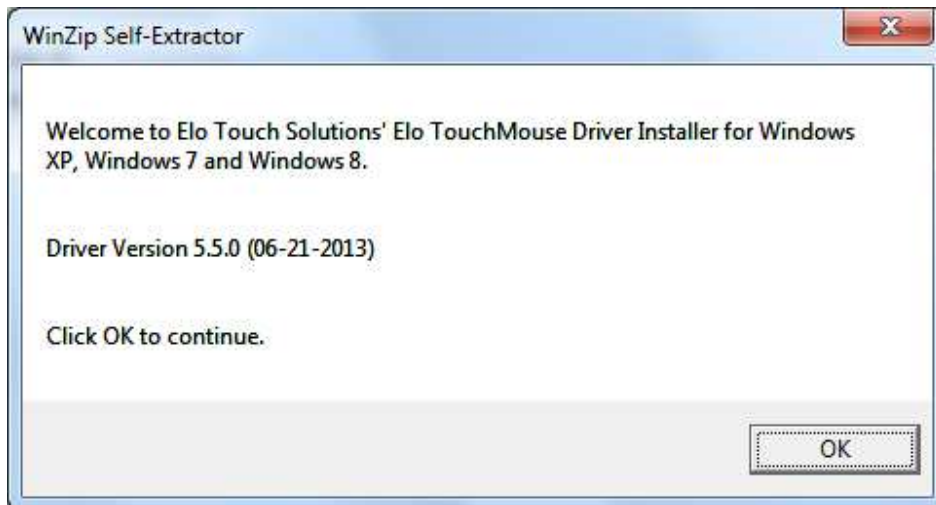 WinZip Self-Extractor
Welcome to Elo Touch Solutions' Elo TouchMouse Driver Installer for Windows
XP, Windows 7 and Windows 8.
Driver Version 5.5.0 (06-21-2013)
Click OK to continue.
OK